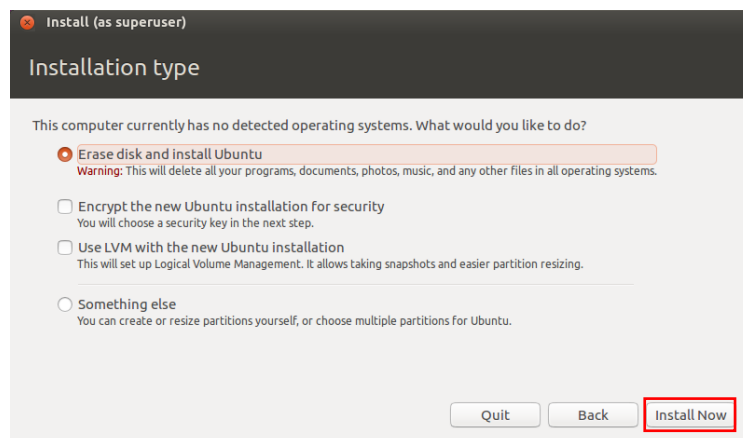 Install (as superuser)
Installation type
This computer currently has no detected operating systems. What would you like to do?
Erase disk and install Ubuntu
Warning: This will delete all your programs, documents, photos, music, and any other files in all operating systems.
Encrypt the new Ubuntu installation for security
You will choose a security key in the next step.
Use LVM with the new Ubuntu installation
This will set up Logical Volume Management. It allows taking snapshots and easier partition resizing.
Something else
You can create or resize partitions yourself, or choose multiple partitions for Ubuntu.
Quit Back Install Now